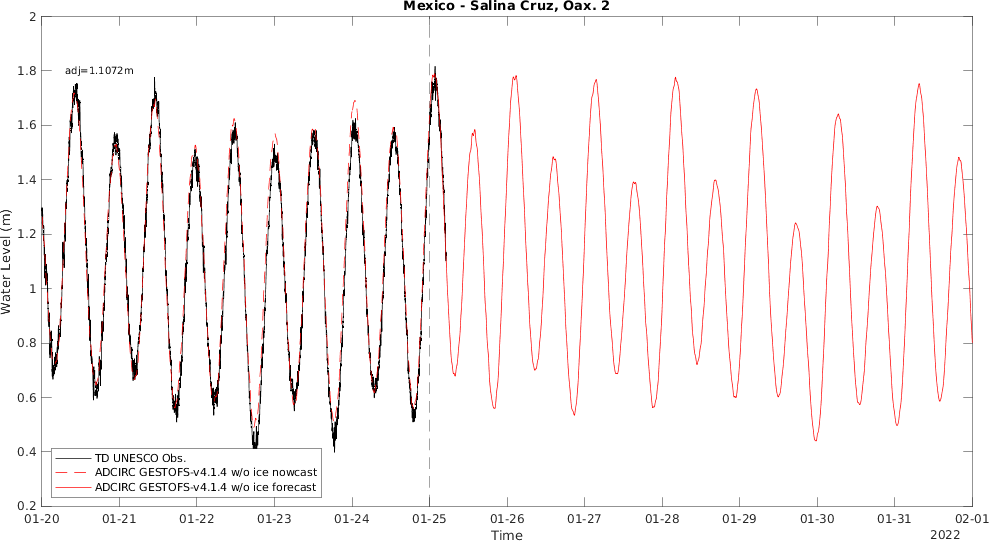 Mexico - Salina Cruz, Oax. 2
2
1.8
1.6
1.4
1.2
1
0.8
0.6
0.4
0.2
Water Level (m)
adj=1.1072m
TD UNESCO Obs.
ADCIRC GESTOFS-v4.1.4 w/o ice nowcast
ADCIRC GESTOFS-v4.1.4 w/o ice forecast
01-20 01-21 01-22 01-23 01-24 01-25 01-26 01-27 01-28 01-29 01-30 01-31 02-01
Time
2022